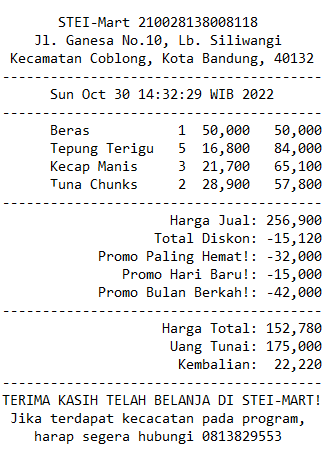 STEI-Mart 210028138008118
Jl. Ganesa No.10, Lb. Siliwangi
Kecamatan Coblong, Kota Bandung, 40132
----------------------------------------
Sun Oct 30 14:32:29 WIB 2022
----------------------------------------
Beras 1 50,000 50,000
Tepung Terigu 5 16,800 84,000
Kecap Manis 3 21,700 65,100
Tuna Chunks 2 28,900 57,800
----------------------------------------
Harga Jual: 256,900
Total Diskon: -15,120
Promo Paling Hemat!: -32,000
Promo Hari Baru!: -15,000
Promo Bulan Berkah!: -42,000
----------------------------------------
Harga Total: 152,780
Uang Tunai: 175,000
Kembalian: 22,220
----------------------------------------
TERIMA KASIH TELAH BELANJA DI STEI-MART!
Jika terdapat kecacatan pada program,
harap segera hubungi 0813829553